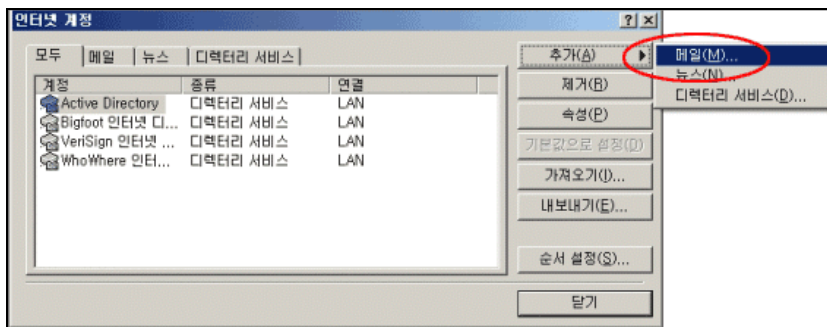 인터넷 계정
모두 메일 뉴스 디렉터리 서비스
계정 종류 연결
Active Directory 디렉터리 서비스 LAN
Bigfoot 인터넷 디... 디렉터리 서비스 LAN
VeriSign 인터넷 ... 디렉터리 서비스 LAN
WhoWhere 인터... 디렉터리 서비스 LAN
추가(A)
제거(R)
속성(P)
기본값으로 설정(D)
가져오기(I)...
내보내기(E)...
순서 설정(S)...
닫기
메일(M)...
뉴스(N)...
디렉터리 서비스(D)...